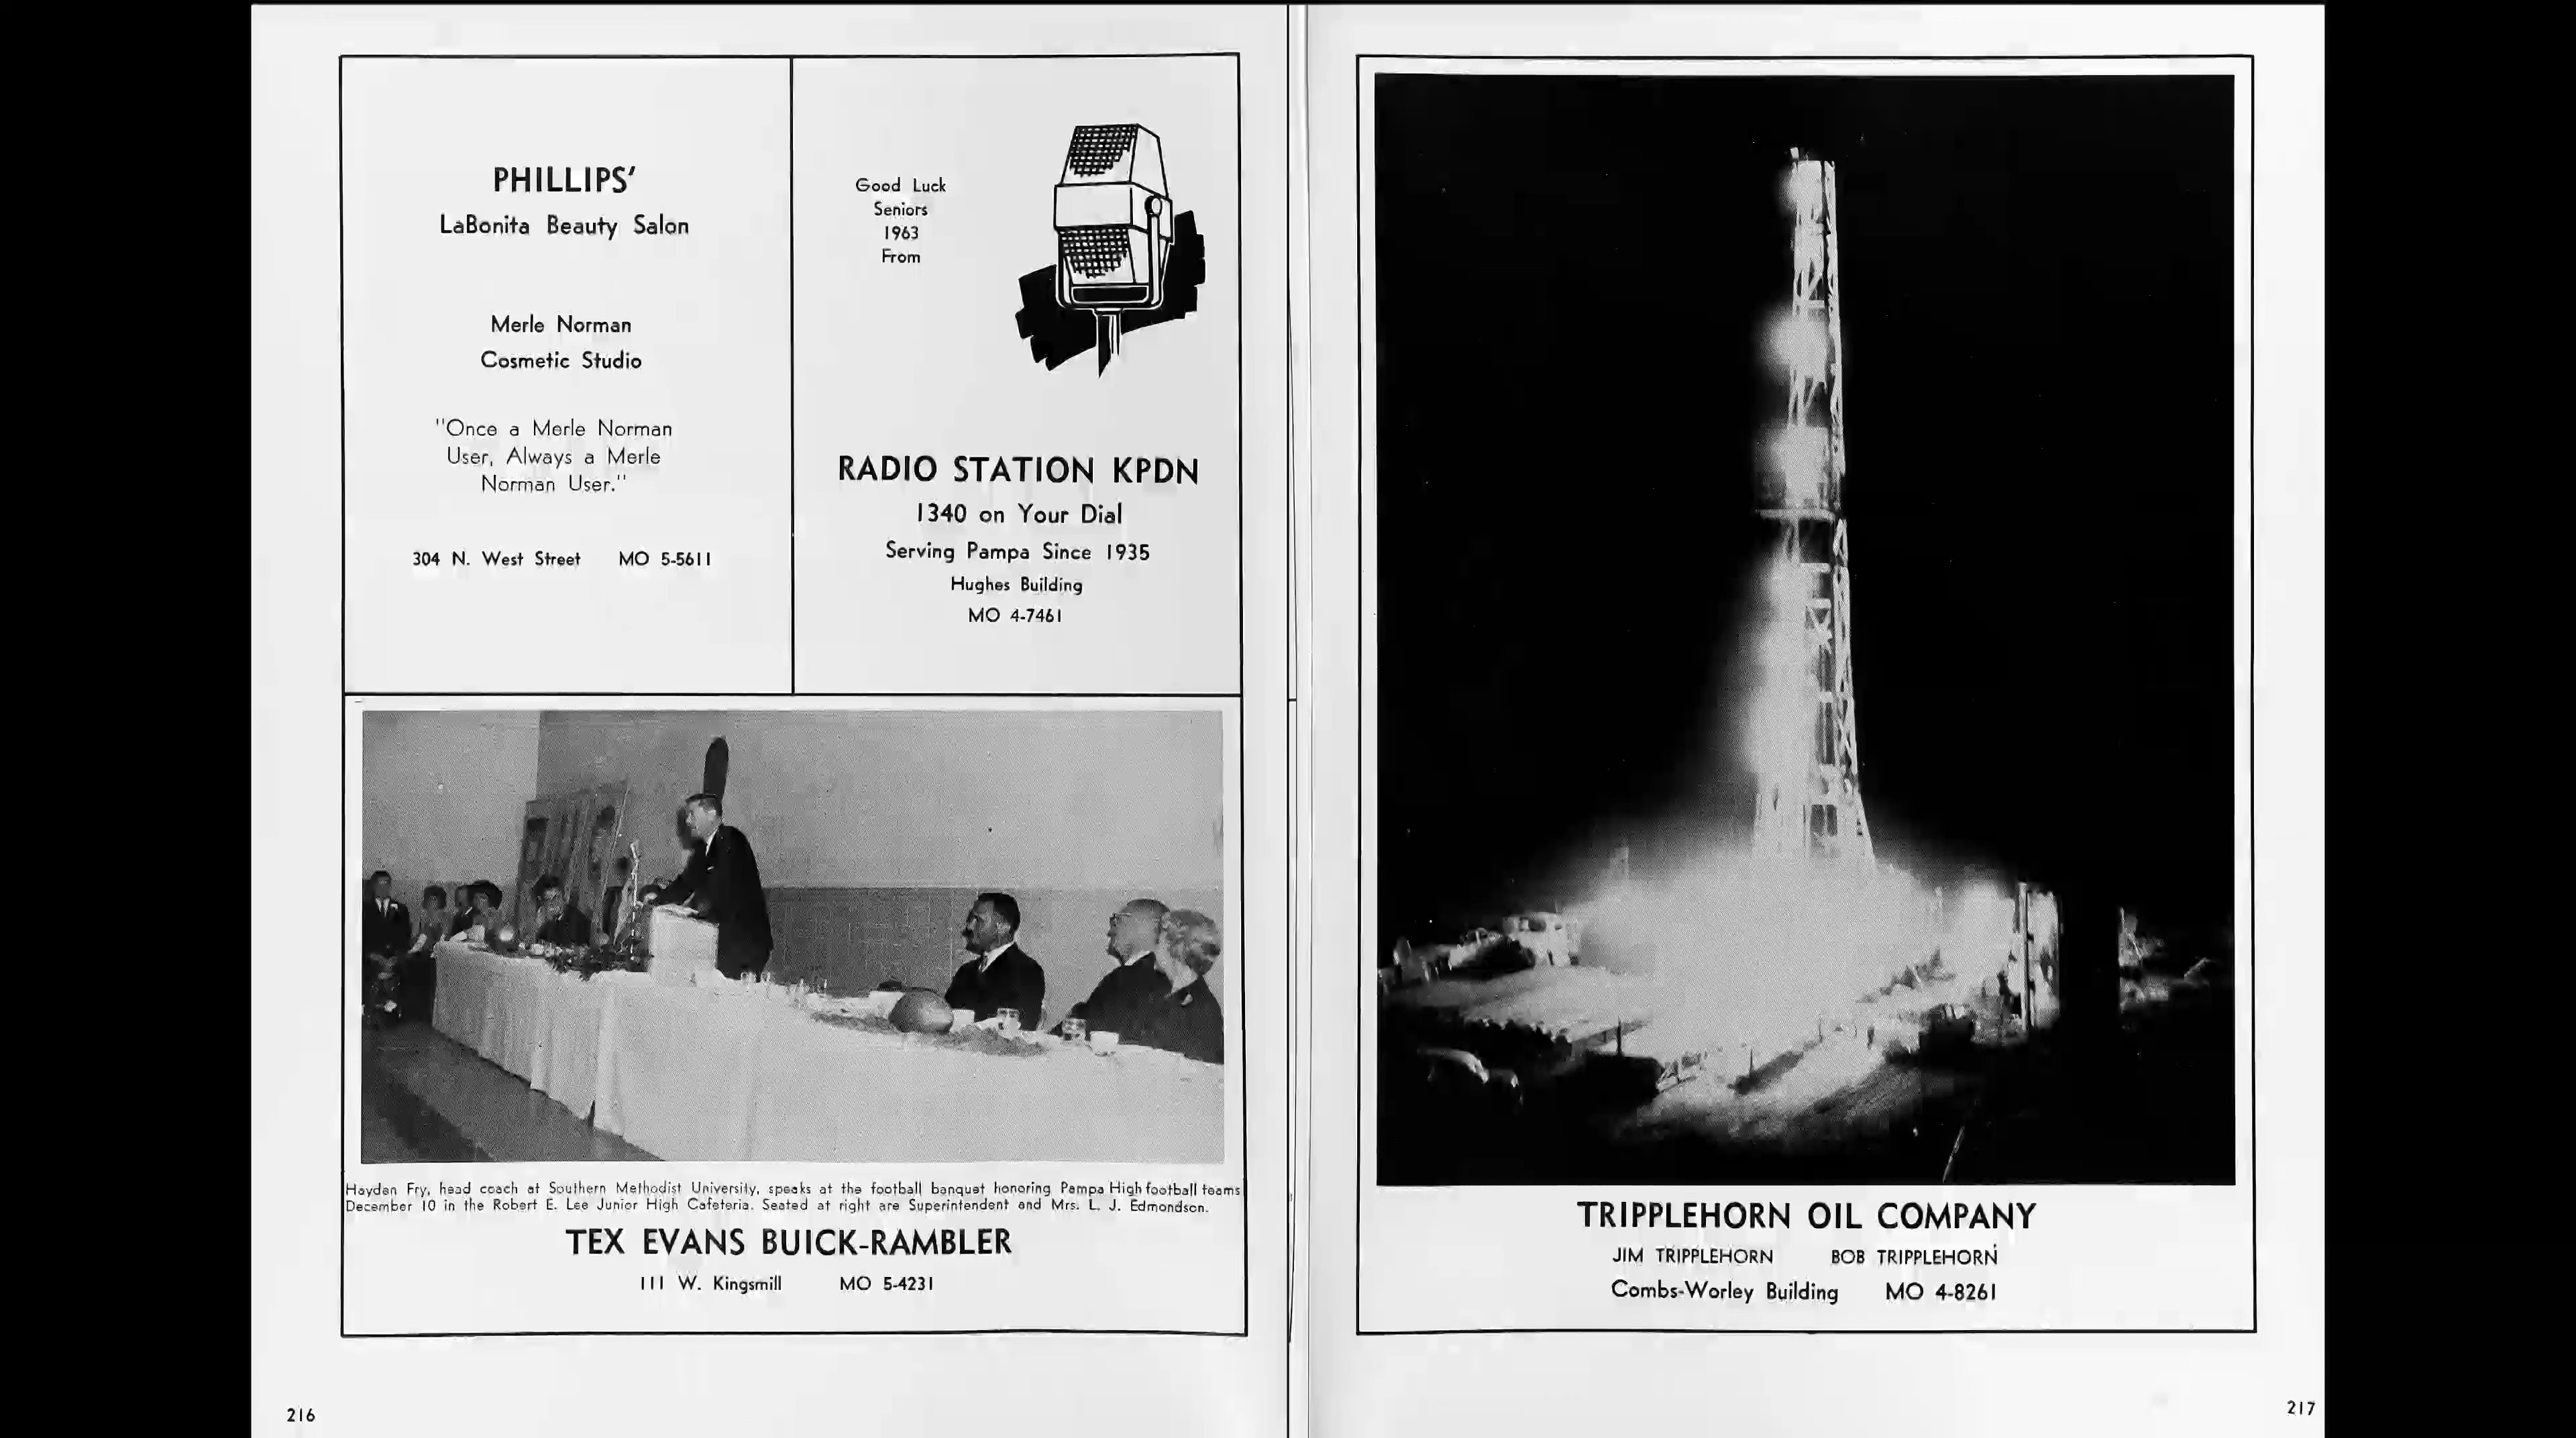 PHILLIPS'
LaBonita Beauty Salon
Merle Norman
Cosmetic Studio
"Once a Merle Norman
User, Always a Merle
Norman User."
304 N. West Street MO 5-5611
Good Luck
Seniors
1963
From
RADIO STATION KPDN
1340 on Your Dial
Serving Pampa Since 1935
Hughes Building
MO 4-7461
Hayden Fry, head coach at Southern Methodist University, speaks at the football banquet honoring Pampa High football teams
December 10 in the Robert E. Lee Junior High Cafeteria. Seated at right are Superintendent and Mrs. L. J. Edmondson.
TEX EVANS BUICK-RAMBLER
111 W. Kingsmill MO 5-4231
216
TRIPPLEHORN OIL COMPANY
JIM TRIPPLEHORN BOB TRIPPLEHORN
Combs-Worley Building MO 4-8261
217